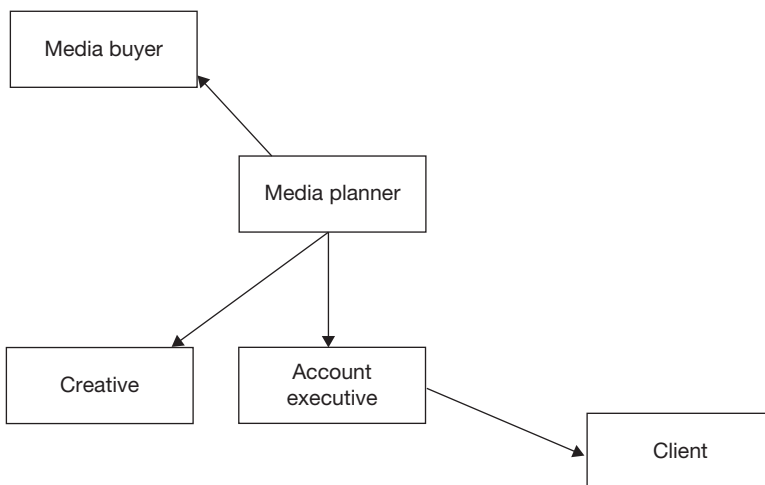 Media buyer
Media planner
Creative
Account
executive
Client